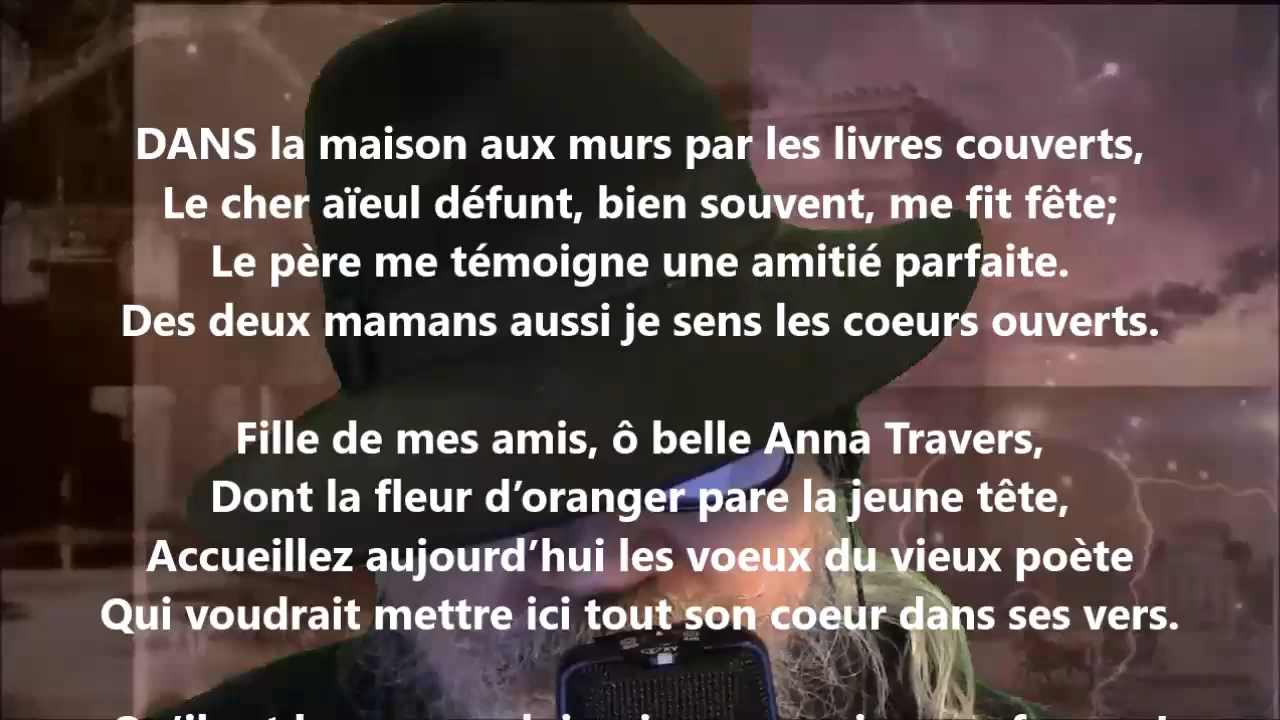 DANS la maison aux murs par les livres couverts,
Le cher aïeul défunt, bien souvent, me fit fête;
Le père me témoigne une amitié parfaite.
Des deux mamans aussi je sens les coeurs ouverts.
Fille de mes amis, ô belle Anna Travers,
Dont la fleur d’oranger pare la jeune tête,
Accueillez aujourd’hui les voeux du vieux poète
Qui voudrait mettre ici tout son coeur dans ses vers.